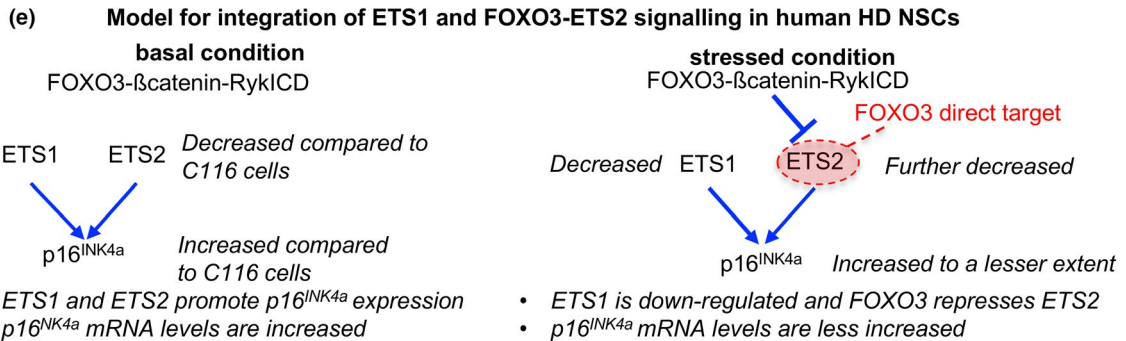 (e) Model for integration of ETS1 and FOXO3-ETS2 signalling in human HD NSCs
basal condition
FOXO3-ßcatenin-RykICD
ETS1 ETS2 Decreased compared to
C116 cells
p16INK4a Increased compared
to C116 cells
ETS1 and ETS2 promote p16INK4a expression
p16NK4a mRNA levels are increased
stressed condition
FOXO3-ßcatenin-RykICD
FOXO3 direct target
Decreased ETS1 ETS2 Further decreased
p16INK4a Increased to a lesser extent
• ETS1 is down-regulated and FOXO3 represses ETS2
• p16INK4a mRNA levels are less increased